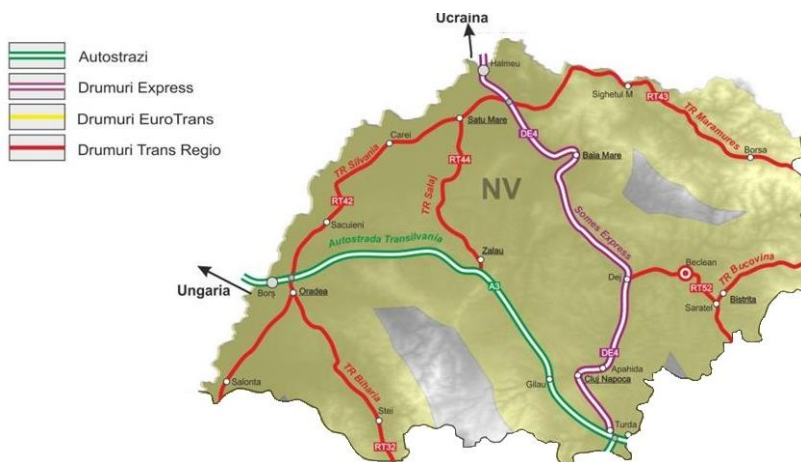 Ucraina
Autostrazi
Drumuri Express
Drumuri EuroTrans
Drumuri Trans Regio
Halmeu
Sighetul M
RT43
TR Maramures
Borsa
Satu Mare
Carei
DE4
Baia Mare
TR Silvania
RT44
RT42
TR Salaj
NV
Sacuieni
Somes Express
Autostrada Transilvania
Zalau
Beclean
TR Bucovina
Ungaria
Borș
Oradea
A3
Dej
RT52
Saratel
Bistrita
DE4
Apahida
Salonta
TR Biharia
Gilau
Cluj Napoca
Stei
Turda
RT32